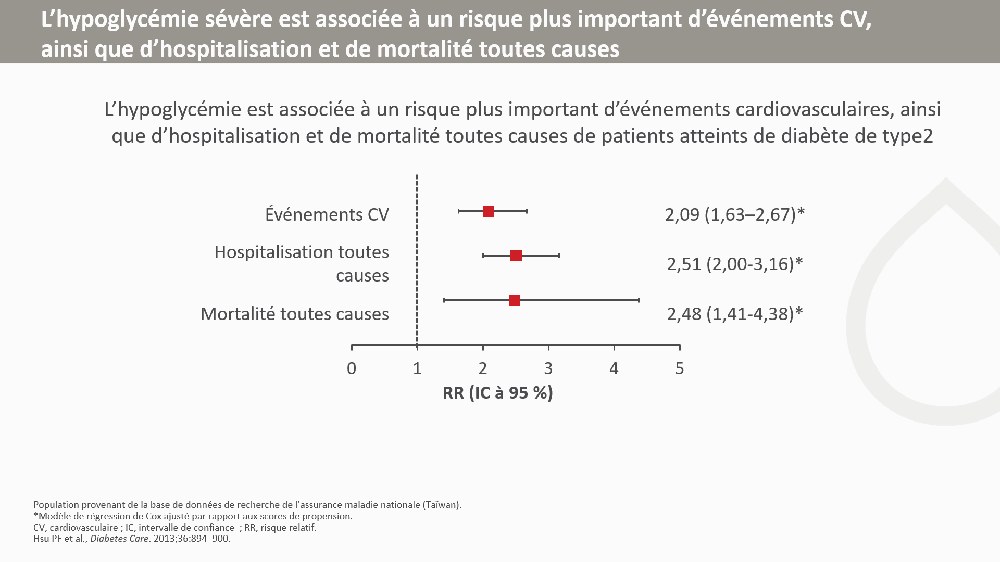 L’hypoglycémie sévère est associée à un risque plus important d’événements CV,
ainsi que d’hospitalisation et de mortalité toutes causes
L’hypoglycémie est associée à un risque plus important d’événements cardiovasculaires, ainsi
que d’hospitalisation et de mortalité toutes causes de patients atteints de diabète de type2
Événements CV
2,09 (1,63–2,67)*
Hospitalisation toutes
causes
2,51 (2,00-3,16)*
Mortalité toutes causes
2,48 (1,41-4,38)*
0 1 2 3 4 5
RR (IC à 95 %)
Population provenant de la base de données de recherche de l’assurance maladie nationale (Taïwan).
*Modèle de régression de Cox ajusté par rapport aux scores de propension.
CV, cardiovasculaire ; IC, intervalle de confiance  ; RR, risque relatif.
Hsu PF et al., Diabetes Care. 2013;36:894–900.